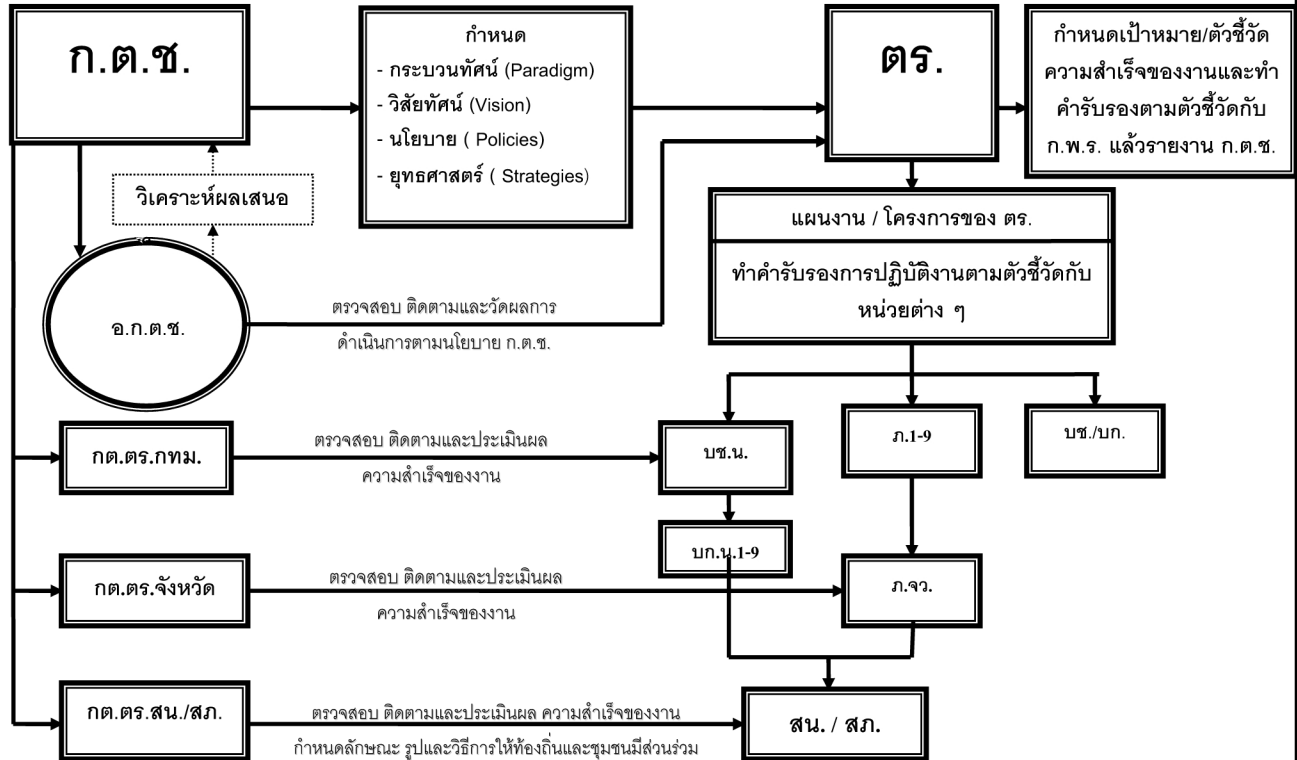 ก.ต.ช.
กำหนด
- กระบวนทัศน์ (Paradigm)
- วิสัยทัศน์ (Vision)
- นโยบาย ( Policies)
- ยุทธศาสตร์ ( Strategies)
ตร.
กำหนดเป้าหมาย/ตัวชี้วัด
ความสำเร็จของงานและทำ
คำรับรองตามตัวชี้วัดกับ
ก.พ.ร. แล้วรายงาน ก.ต.ช.
วิเคราะห์ผลเสนอ
แผนงาน / โครงการของ ตร.
ทำคำรับรองการปฏิบัติงานตามตัวชี้วัดกับ
หน่วยต่าง ๆ
อ.ก.ต.ช.
ตรวจสอบ ติดตามและวัดผลการ
ดำเนินการตามนโยบาย ก.ต.ช.
กต.ตร.กทม.
ตรวจสอบ ติดตามและประเมินผล
ความสำเร็จของงาน
บช.น.
ภ.1-9
บช./บก.
บก.น.1-9
กต.ตร.จังหวัด
ตรวจสอบ ติดตามและประเมินผล
ความสำเร็จของงาน
ภ.จว.
กต.ตร.สน./สภ.
ตรวจสอบ ติดตามและประเมินผล ความสำเร็จของงาน
กำหนดลักษณะ รูปและวิธีการให้ท้องถิ่นและชุมชนมีส่วนร่วม
สน. / สภ.